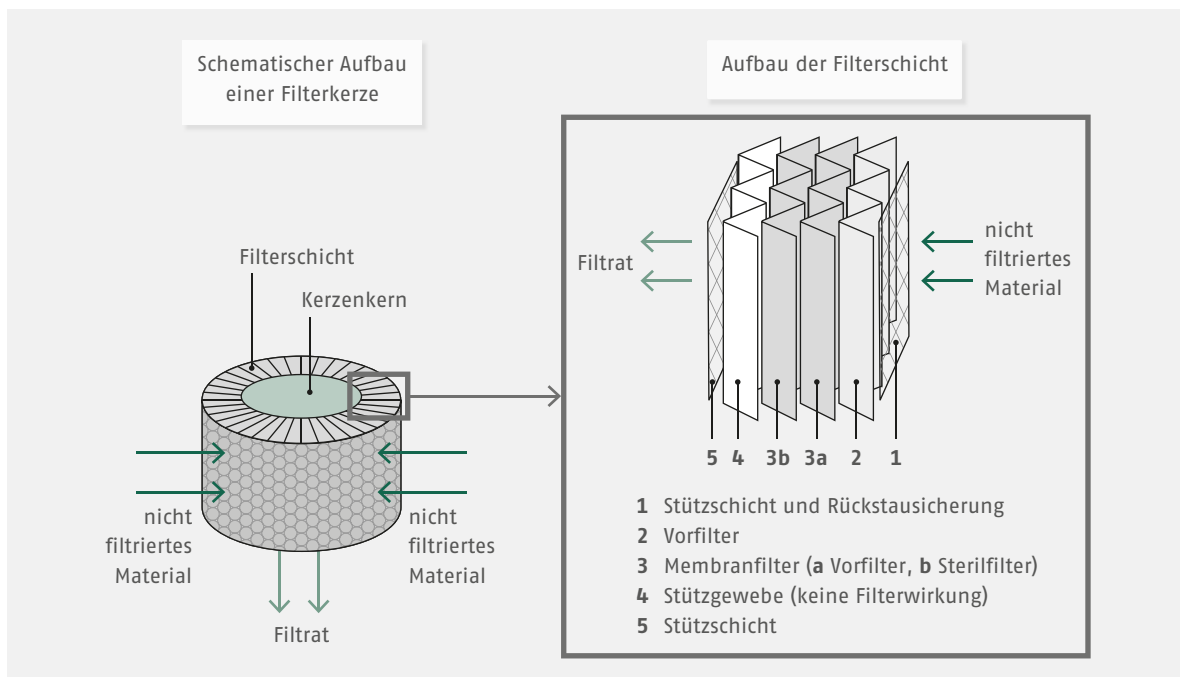 Schematischer Aufbau
einer Filterkerze
Filterschicht
Kerzenkern
nicht
filtriertes
Material
nicht
filtriertes
Material
Filtrat
Aufbau der Filterschicht
Filtrat
nicht
filtriertes
Material
5 4 3b 3a 2 1
1 Stützschicht und Rückstausicherung
2 Vorfilter
3 Membranfilter (a Vorfilter, b Sterilfilter)
4 Stützgewebe (keine Filterwirkung)
5 Stützschicht